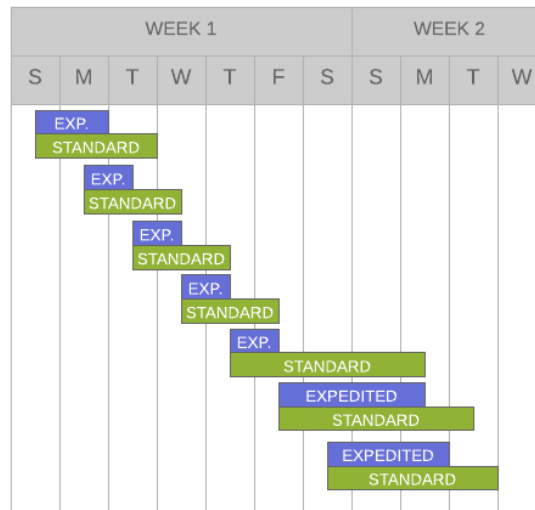 WEEK 1 WEEK 2
S M T W T F S S M T W
EXP.
STANDARD
EXP.
STANDARD
EXP.
STANDARD
EXP.
STANDARD
EXP.
STANDARD
EXPEDITED
STANDARD
EXPEDITED
STANDARD